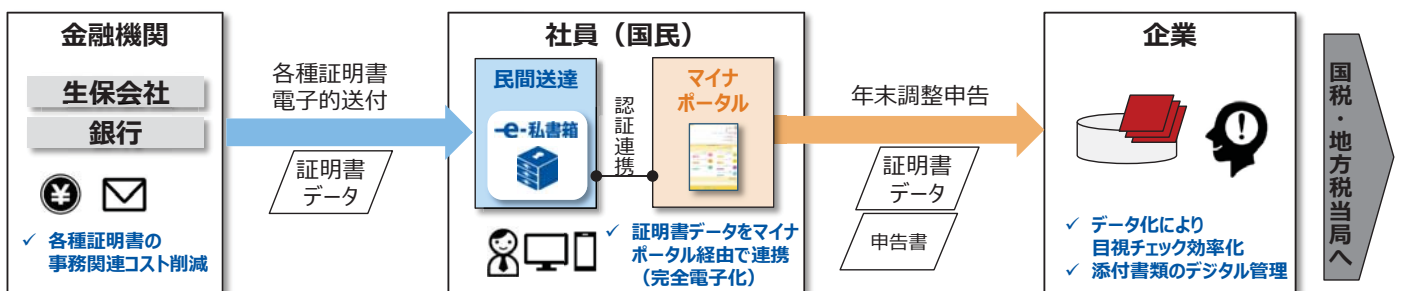 金融機関
生保会社
銀行
¥
✓ 各種証明書の
事務関連コスト削減
各種証明書
電子的送付
証明書
データ
社員（国民）
民間送達
-e-私書箱
認証連携
マイナ
ポータル
✓ 証明書データをマイナ
ポータル経由で連携
（完全電子化）
年末調整申告
証明書
データ
申告書
企業
!
✓ データ化により
目視チェック効率化
✓ 添付書類のデジタル管理
国税・地方税当局へ